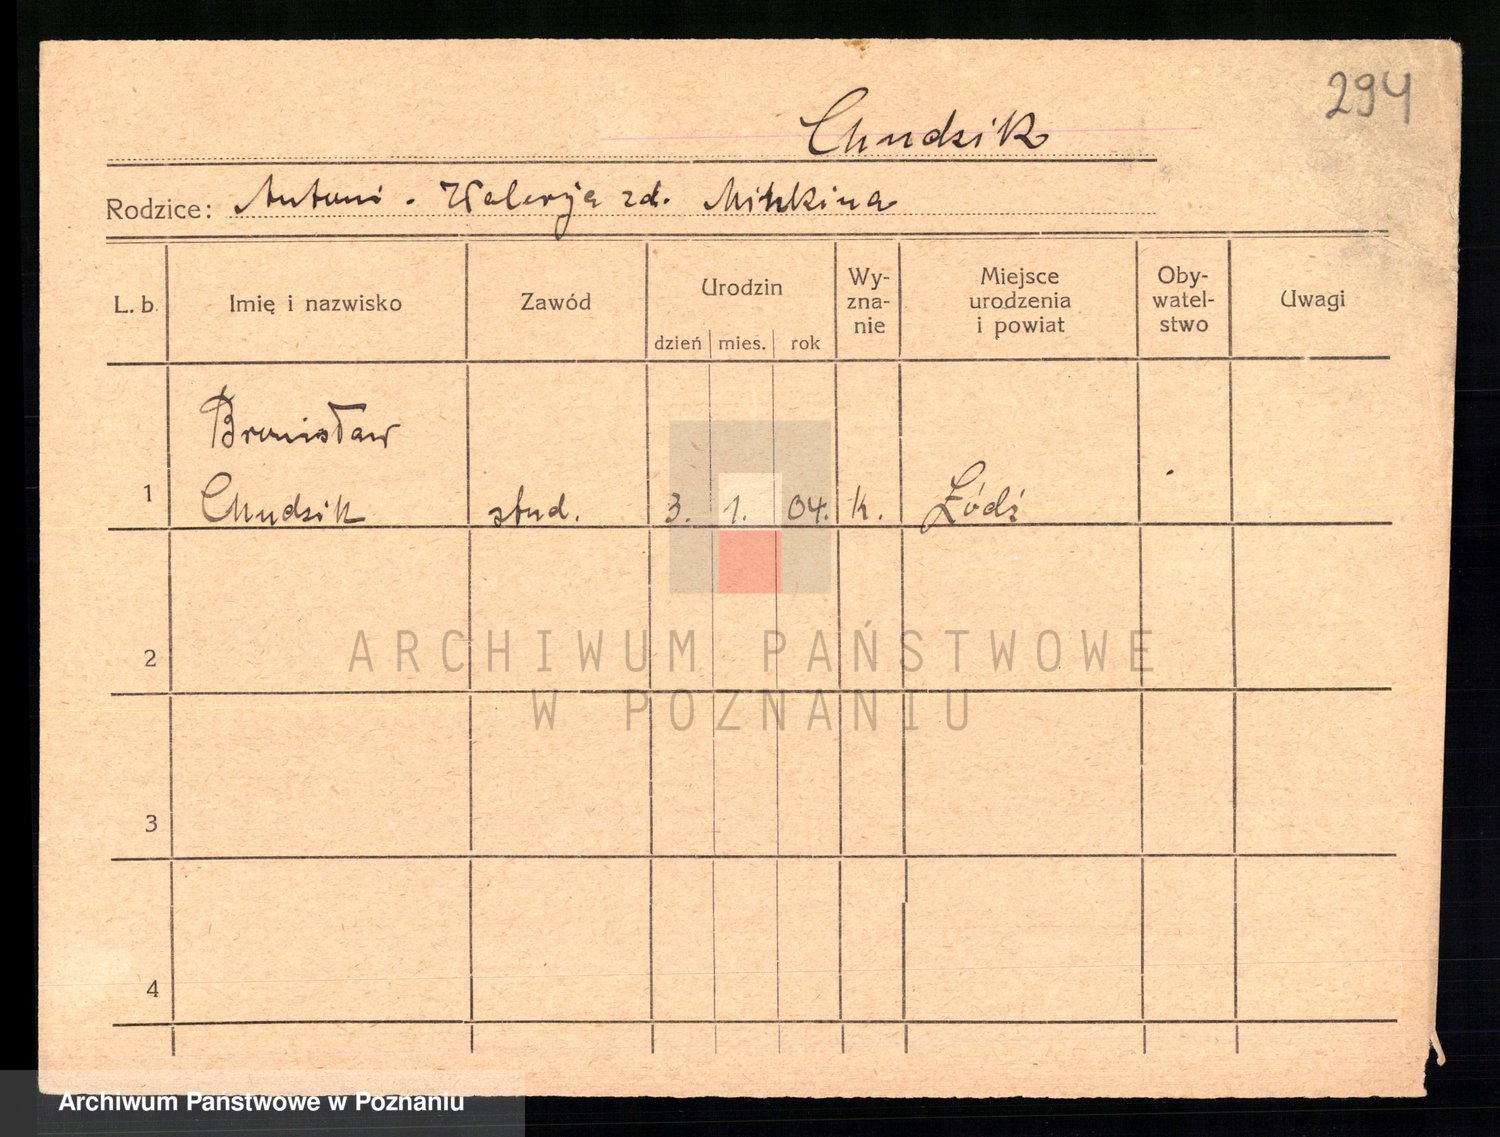 294
Chudzik
Rodzice: Antoni - Walerja zd.
L. b. Imię i nazwisko Zawód Urodzin Wy-zna-nie Miejsce urodzenia i powiat Oby-watel-stwo Uwagi
dzień mies. rok
Bronisław
1 Chudzik stud. 3. 1. 04. k. Łódź
2
ARCHIWUM PAŃSTWOWE
W POZNANIU
3
4
Archiwum Państwowe w Poznaniu